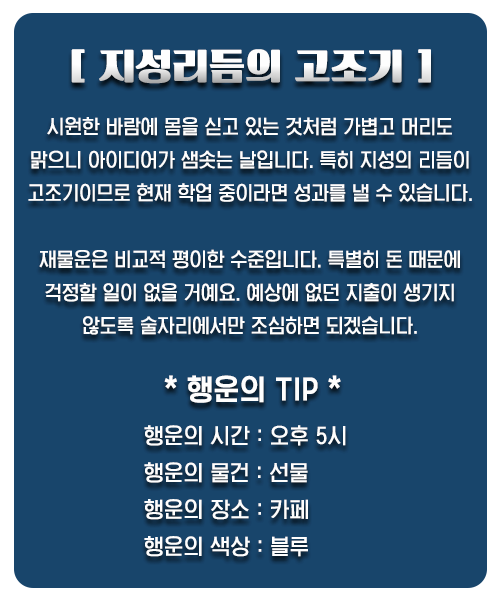 [ 지성리듬의 고조기 ]
시원한 바람에 몸을 싣고 있는 것처럼 가볍고 머리도
맑으니 아이디어가 샘솟는 날입니다. 특히 지성의 리듬이
고조기이므로 현재 학업 중이라면 성과를 낼 수 있습니다.
재물운은 비교적 평이한 수준입니다. 특별히 돈 때문에
걱정할 일이 없을 거예요. 예상에 없던 지출이 생기지
않도록 술자리에서만 조심하면 되겠습니다.
* 행운의 TIP *
행운의 시간 : 오후 5시
행운의 물건 : 선물
행운의 장소 : 카페
행운의 색상 : 블루